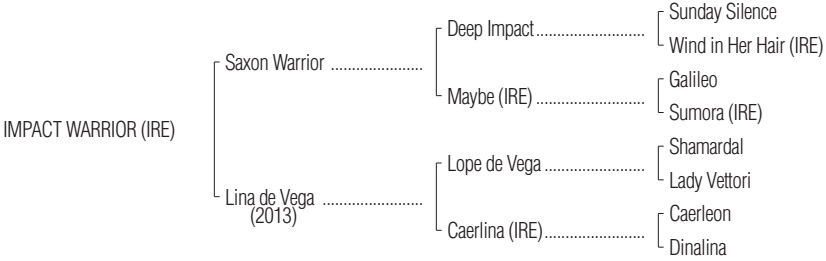 Sunday Silence
Deep Impact
Wind in Her Hair (IRE)
Saxon Warrior
Galileo
Maybe (IRE)
Sumora (IRE)
IMPACT WARRIOR (IRE)
Shamardal
Lope de Vega
Lady Vettori
Lina de Vega
(2013)
Caerleon
Caerlina (IRE)
Dinalina